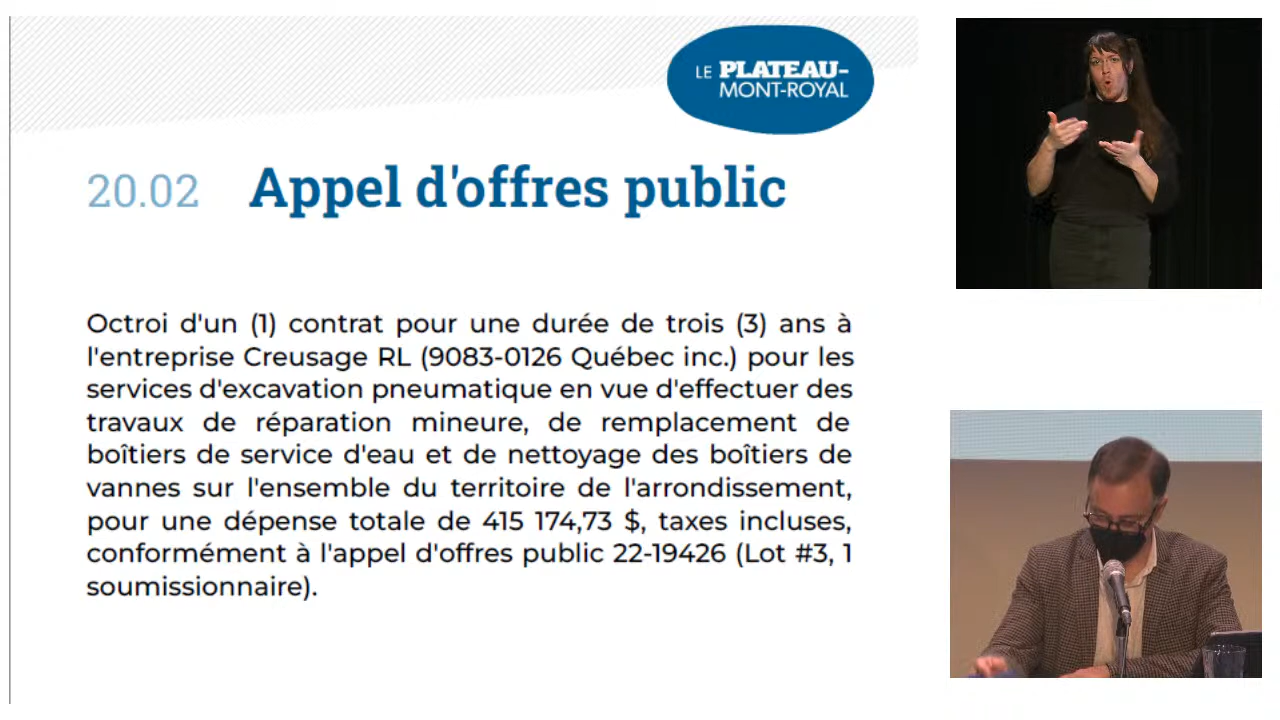 LE PLATEAU-
MONT-ROYAL
20.02 Appel d'offres public
Octroi d'un (1) contrat pour une durée de trois (3) ans à
l'entreprise Creusage RL (9083-0126 Québec inc.) pour les
services d'excavation pneumatique en vue d'effectuer des
travaux de réparation mineure, de remplacement de
boîtiers de service d'eau et de nettoyage des boîtiers de
vannes sur l'ensemble du territoire de l'arrondissement,
pour une dépense totale de 415 174,73 $, taxes incluses,
conformément à l'appel d'offres public 22-19426 (Lot #3, 1
soumissionnaire).